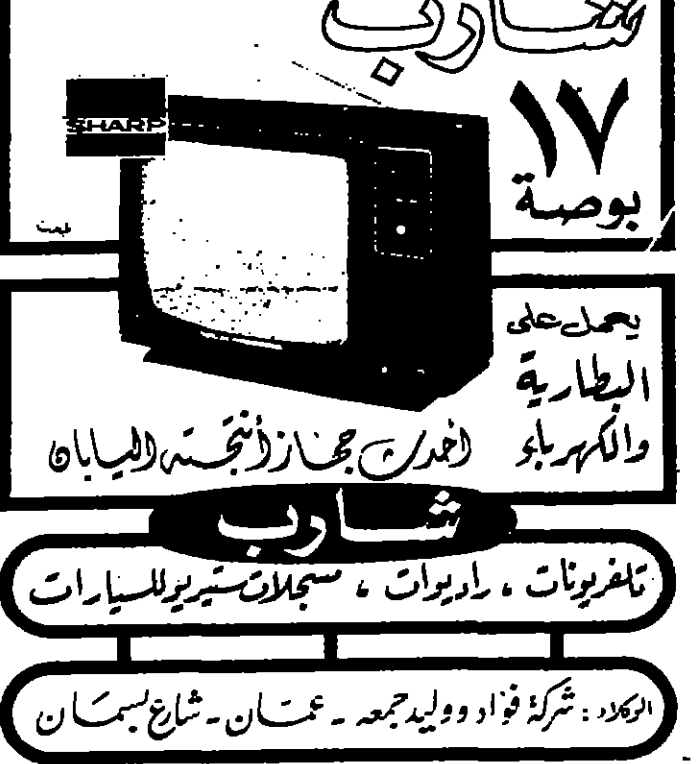 شارب
SHARP
١٧
بوصة
يعمل على
البطارية
والكهرباء
أحدث جهاز أنتجته اليابان
شارب
تلفزيونات ، راديوات ، مسجلات ستيريو للسيارات
الوكلاء : شركة فؤاد ووليد جمعه - عمان - شارع بسمان